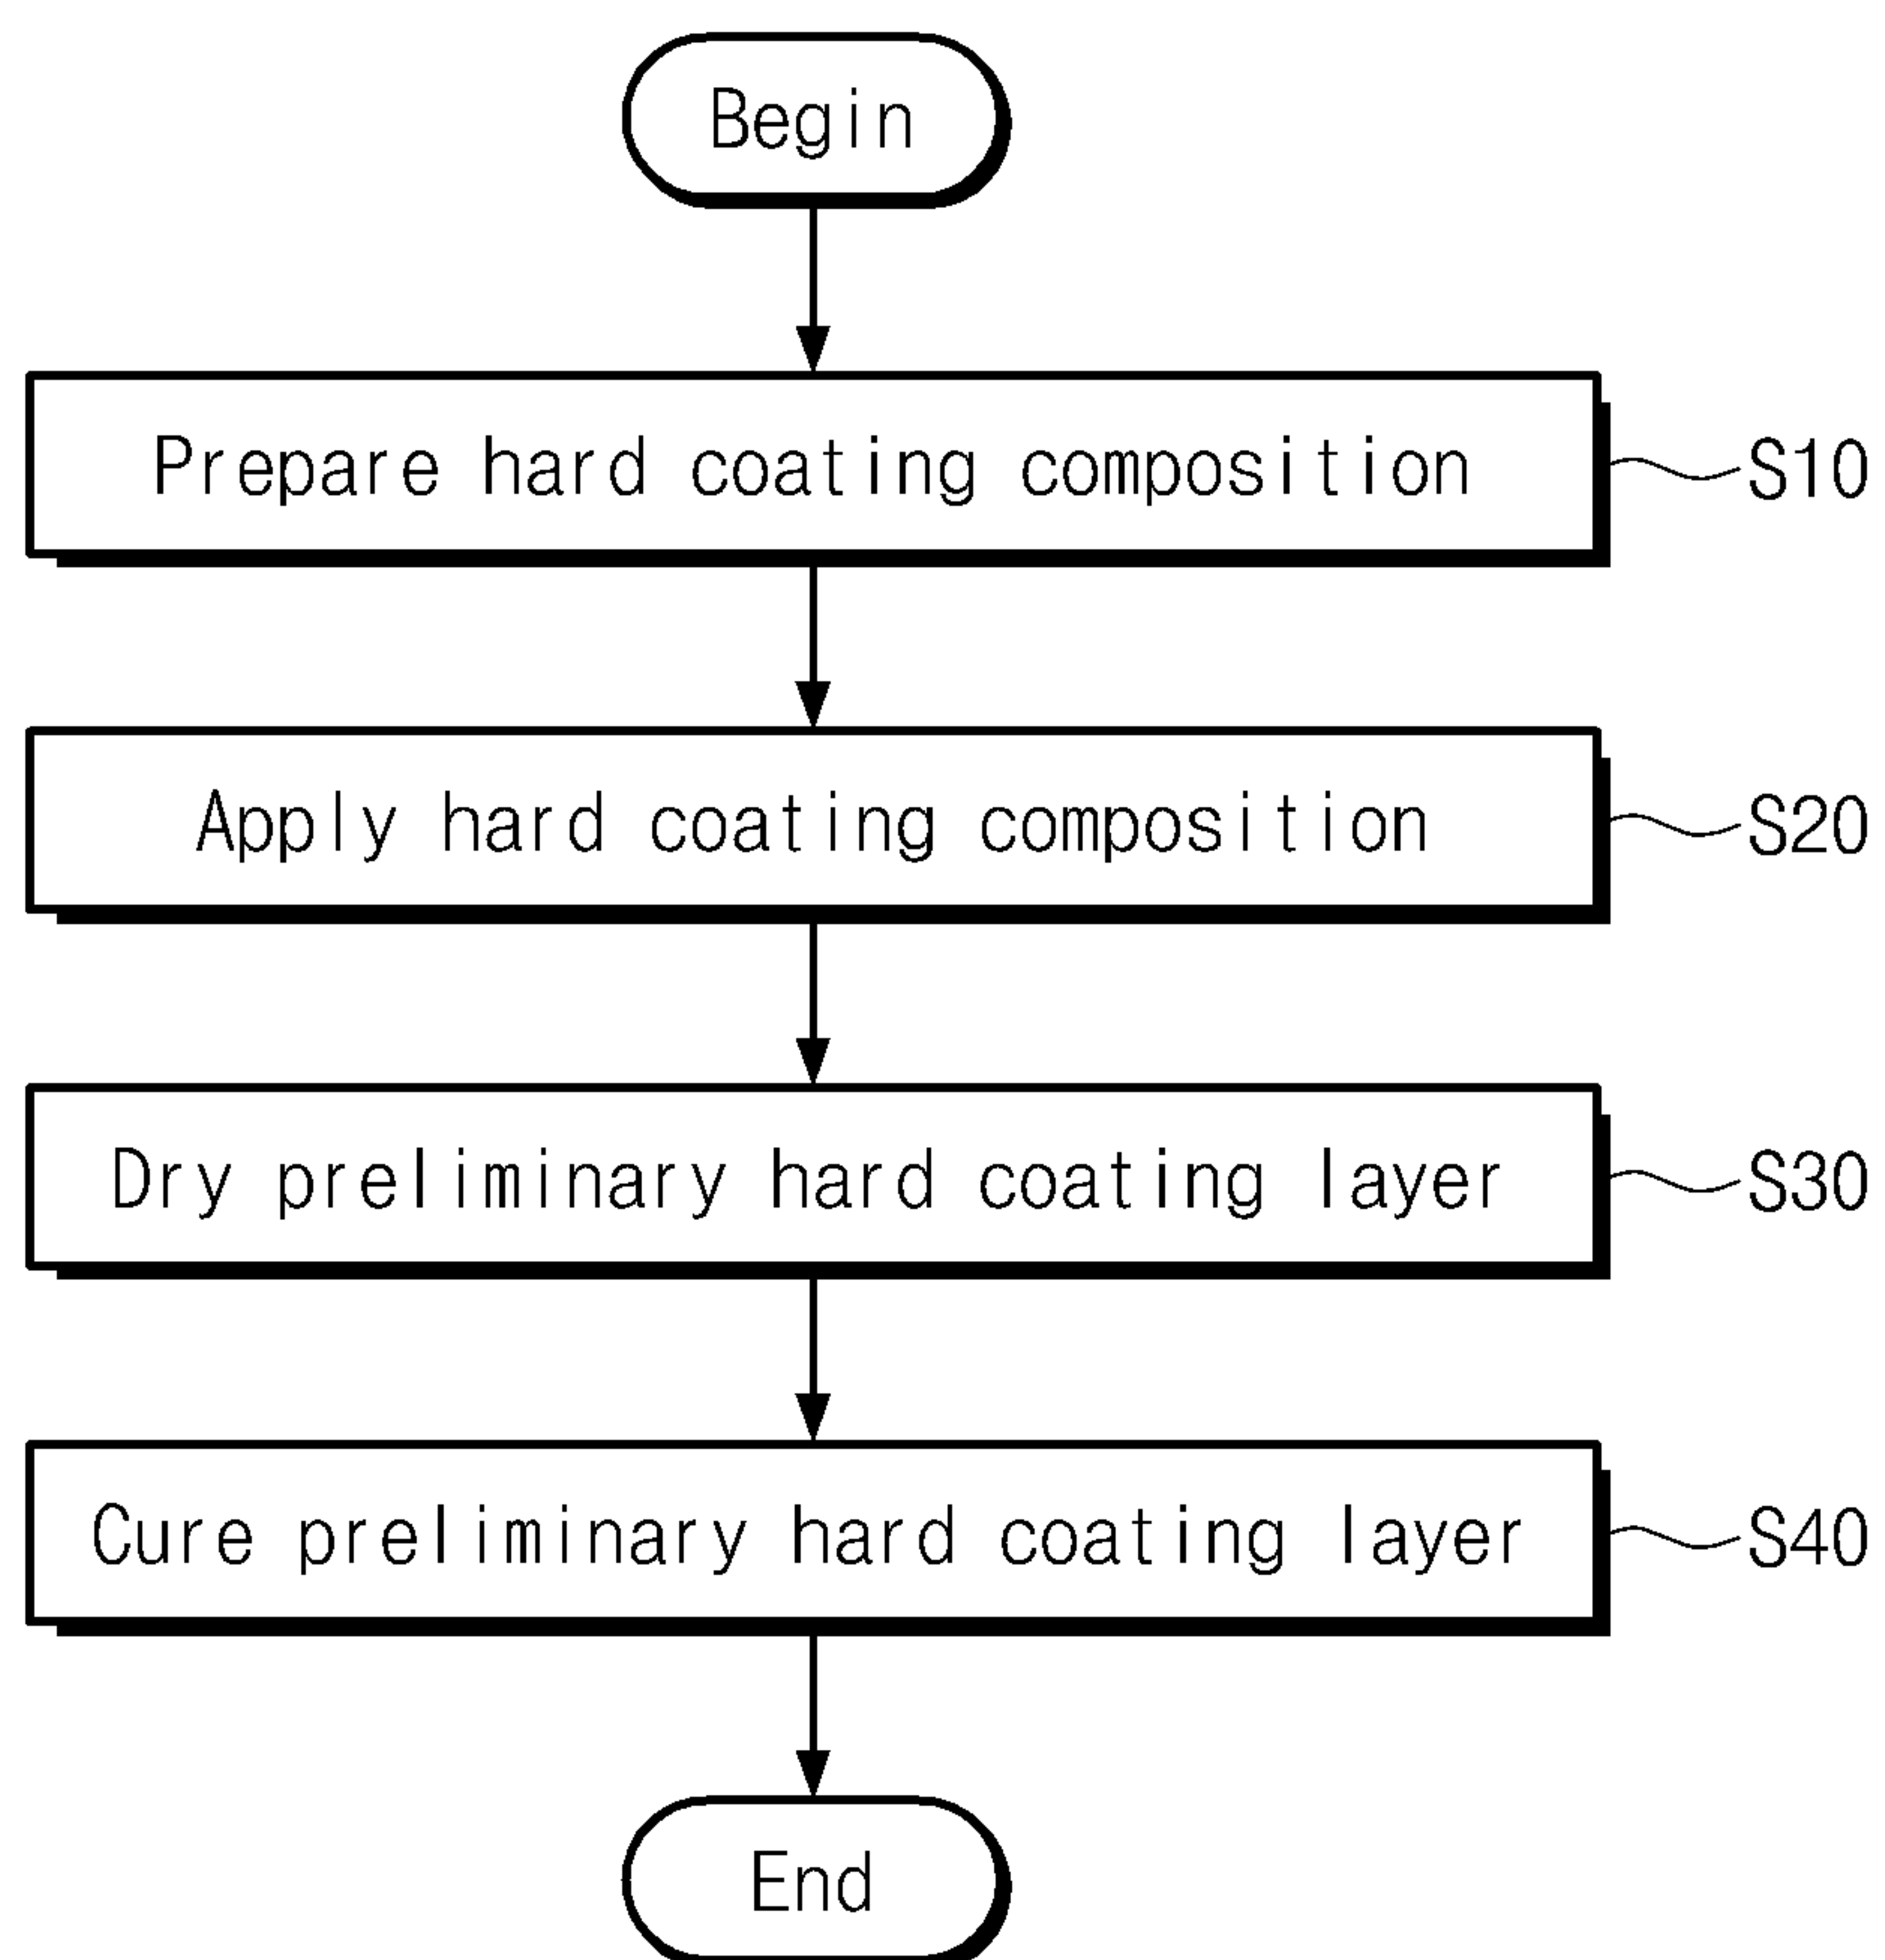 Begin
Prepare hard coating composition S10
Apply hard coating composition S20
Dry preliminary hard coating layer S30
Cure preliminary hard coating layer S40
End